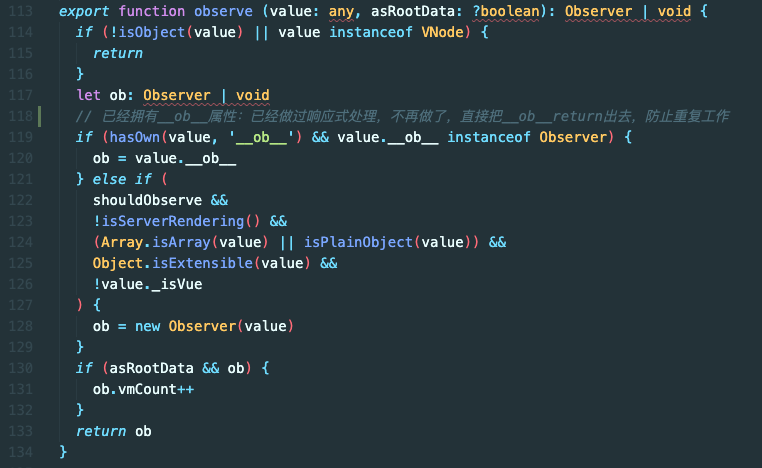 113 export function observe (value: any, asRootData: ?boolean): Observer | void {
114 if (!isObject(value) || value instanceof VNode) {
115 return
116 }
117 let ob: Observer | void
118 // 已经拥有__ob__属性：已经做过响应式处理，不再做了，直接把__ob__return出去，防止重复工作
119 if (hasOwn(value, '__ob__') && value.__ob__ instanceof Observer) {
120 ob = value.__ob__
121 } else if (
122 shouldObserve &&
123 !isServerRendering() &&
124 (Array.isArray(value) || isPlainObject(value)) &&
125 Object.isExtensible(value) &&
126 !value._isVue
127 ) {
128 ob = new Observer(value)
129 }
130 if (asRootData && ob) {
131 ob.vmCount++
132 }
133 return ob
134 }